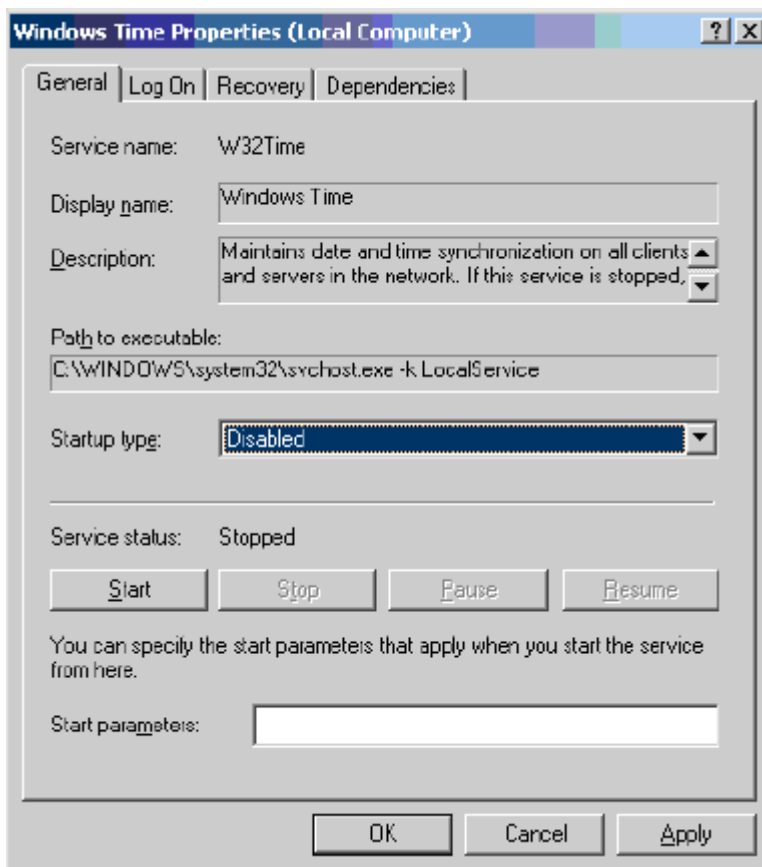 Windows Time Properties (Local Computer)
General Log On Recovery Dependencies
Service name: W32Time
Display name: Windows Time
Description: Maintains date and time synchronization on all clients
and servers in the network. If this service is stopped,
Path to executable:
C:\WINDOWS\system32\svchost.exe -k LocalService
Startup type: Disabled
Service status: Stopped
Start Stop Pause Resume
You can specify the start parameters that apply when you start the service
from here.
Start parameters:
OK Cancel Apply